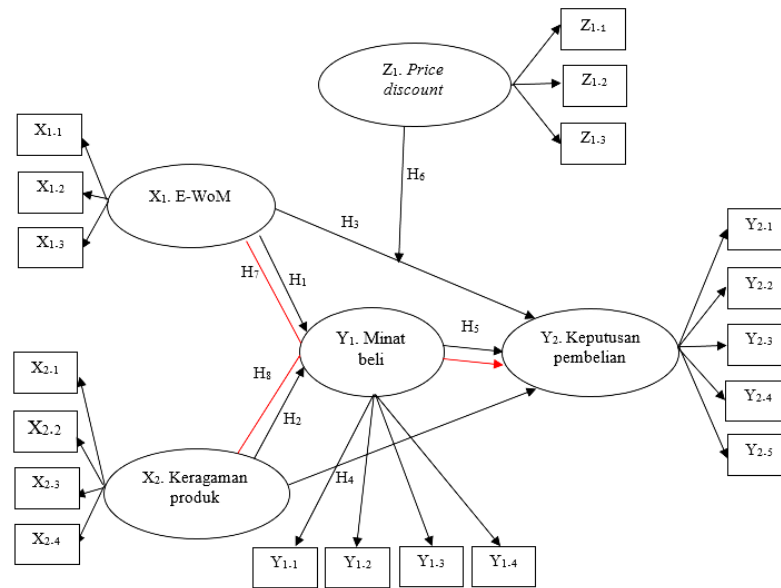 Z1-1
Z1. Price
discount
Z1-2
Z1-3
X1-1
H6
X1-2
X1. E-WoM
X1-3
H3
Y2-1
H7
H1
Y2-2
Y1. Minat
beli
H5
Y2. Keputusan
pembelian
Y2-3
X2-1
H8
Y2-4
X2-2
H2
Y2-5
X2-3
X2. Keragaman
produk
H4
X2-4
Y1-1
Y1-2
Y1-3
Y1-4